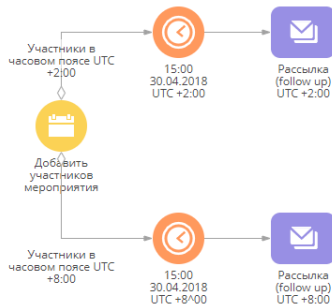 Участники в
часовом поясе UTC
+2:00
15:00
30.04.2018
UTC +2:00
Рассылка
(follow up)
UTC +2:00
Добавить
участников
мероприятия
Участники в
часовом поясе UTC
+8:00
15:00
30.04.2018
UTC +8^00
Рассылка
(follow up)
UTC +8:00